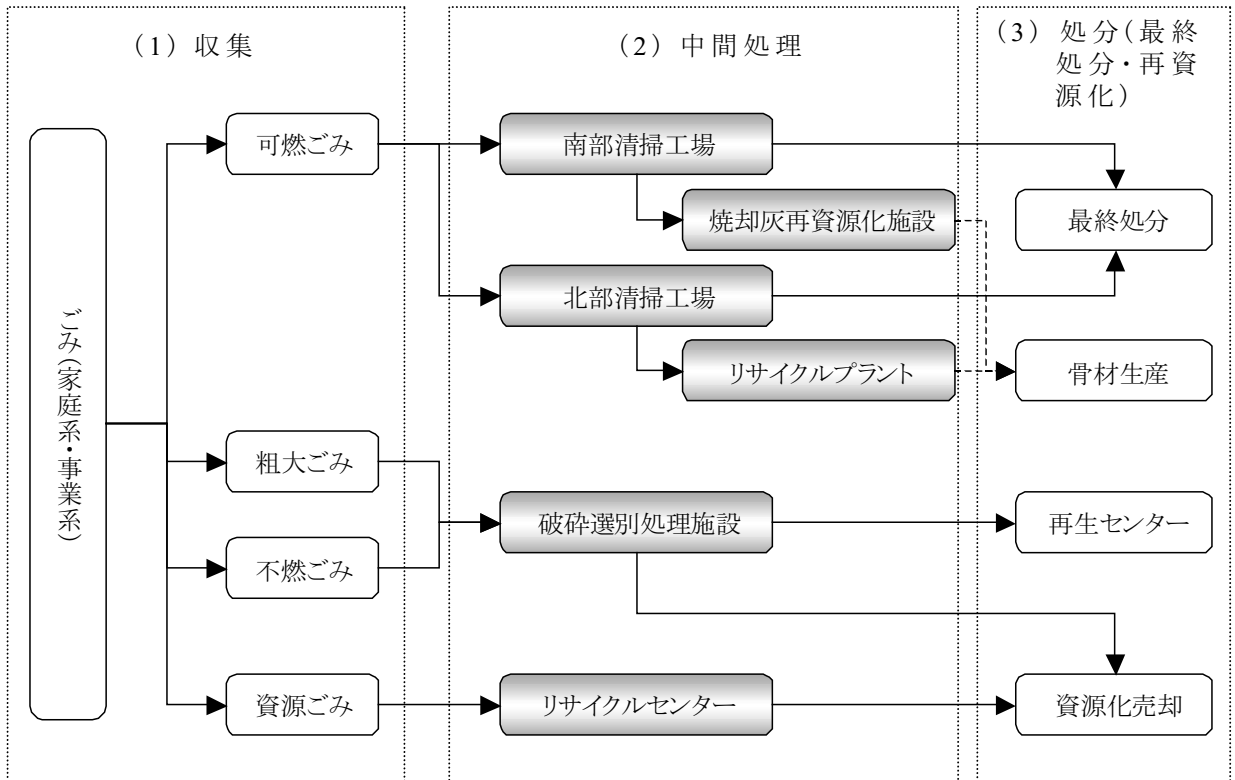 (1) 収集
(2) 中間処理
(3) 処分(最終
処分・再資
源化)
ごみ(家庭系・事業系)
可燃ごみ
粗大ごみ
不燃ごみ
資源ごみ
南部清掃工場
焼却灰再資源化施設
北部清掃工場
リサイクルプラント
破砕選別処理施設
リサイクルセンター
最終処分
骨材生産
再生センター
資源化売却